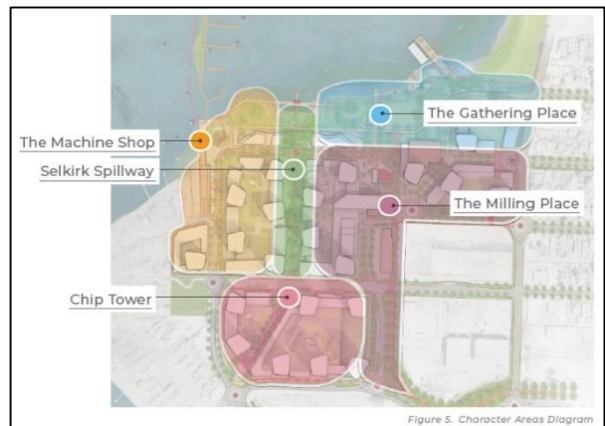 The Gathering Place
The Machine Shop
Selkirk Spillway
The Milling Place
Chip Tower
Figure 5. Character Areas Diagram